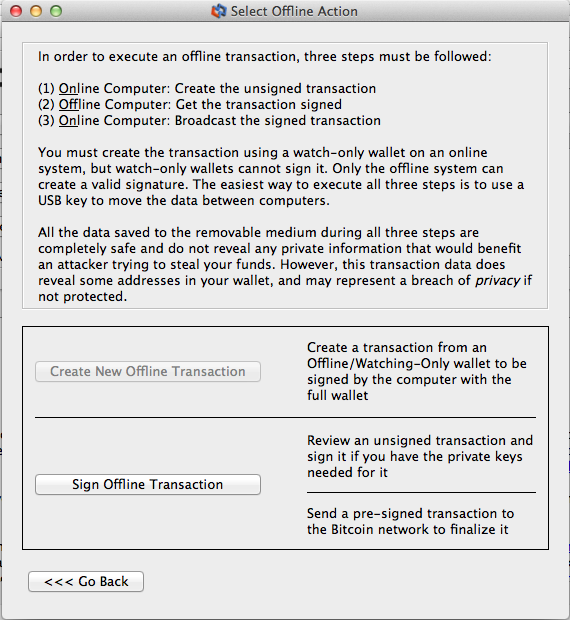 Select Offline Action
In order to execute an offline transaction, three steps must be followed:
(1) Online Computer: Create the unsigned transaction
(2) Offline Computer: Get the transaction signed
(3) Online Computer: Broadcast the signed transaction
You must create the transaction using a watch-only wallet on an online
system, but watch-only wallets cannot sign it. Only the offline system can
create a valid signature. The easiest way to execute all three steps is to use a
USB key to move the data between computers.
All the data saved to the removable medium during all three steps are
completely safe and do not reveal any private information that would benefit
an attacker trying to steal your funds. However, this transaction data does
reveal some addresses in your wallet, and may represent a breach of privacy if
not protected.
Create New Offline Transaction
Create a transaction from an
Offline/Watching-Only wallet to be
signed by the computer with the
full wallet
Sign Offline Transaction
Review an unsigned transaction and
sign it if you have the private keys
needed for it
Send a pre-signed transaction to
the Bitcoin network to finalize it
<<< Go Back